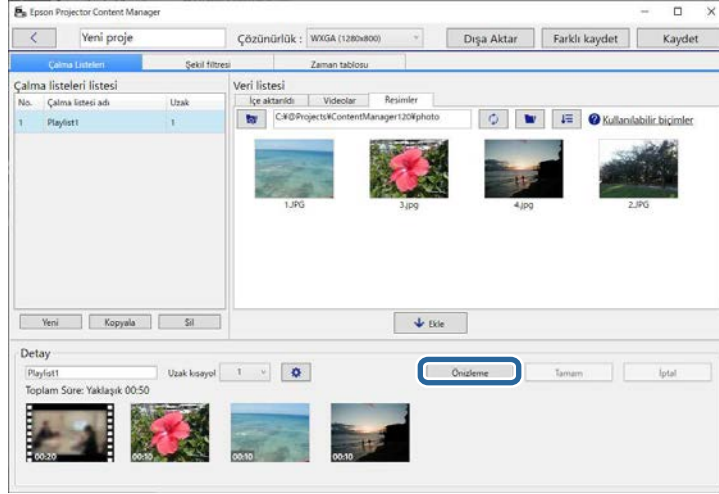 Epson Projector Content Manager
Yeni proje
Çözünürlük : WXGA (1280x800)
Dışa Aktar
Farklı kaydet
Kaydet
Çalma Listeleri
Şekil filtresi
Zaman tablosu
Çalma listeleri listesi
No. Çalma listesi adı Uzak
1 Playlist1 1
Yeni
Kopyala
Sil
Veri listesi
İçe aktarıldı
Videolar
Resimler
C:¥@Projects¥ContentManager120¥photo
Kullanılabilir biçimler
1.JPG
3.jpg
4.jpg
2.JPG
Ekle
Detay
Playlist1
Uzak kısayol 1
Önizleme
Tamam
İptal
Toplam Süre: Yaklaşık 00:50
00:20
00:10
00:10
00:10